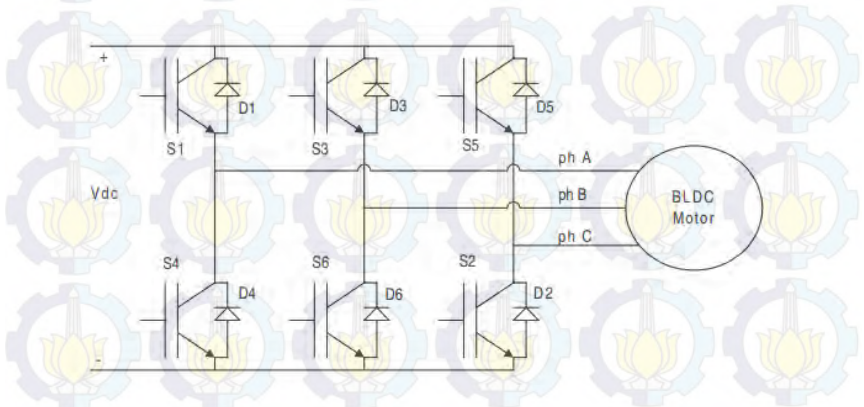 +
D1
D3
D5
S1
S3
S5
ph A
Vdc
ph B
BLDC
Motor
ph C
S4
S6
S2
D4
D6
D2
-